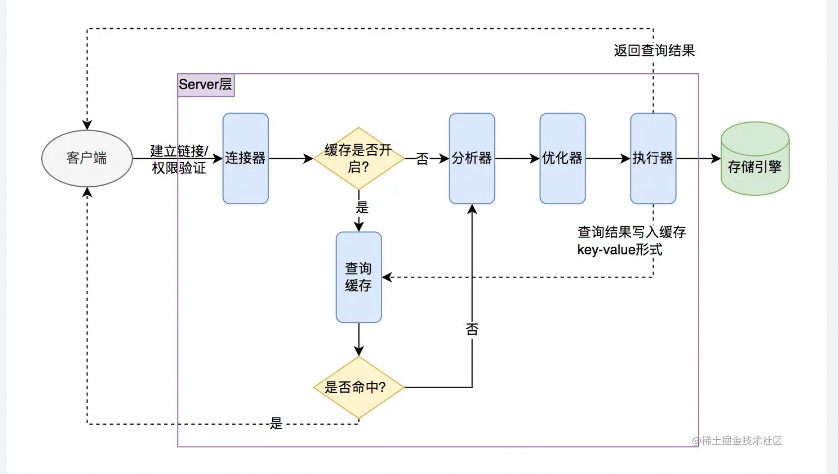 返回查询结果
Server层
客户端
建立链接/
权限验证
连接器
缓存是否开
启?
否
分析器
优化器
执行器
存储引擎
是
查询结果写入缓存
key-value形式
查询
缓存
否
是否命中?
是
@稀土掘金技术社区